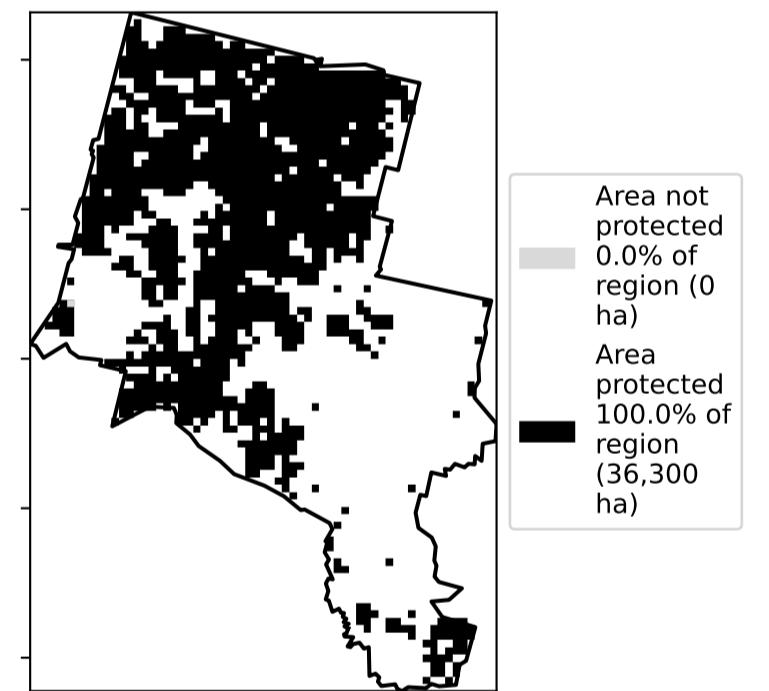 Area not
protected
0.0% of
region (0
ha)
Area
protected
100.0% of
region
(36,300
ha)